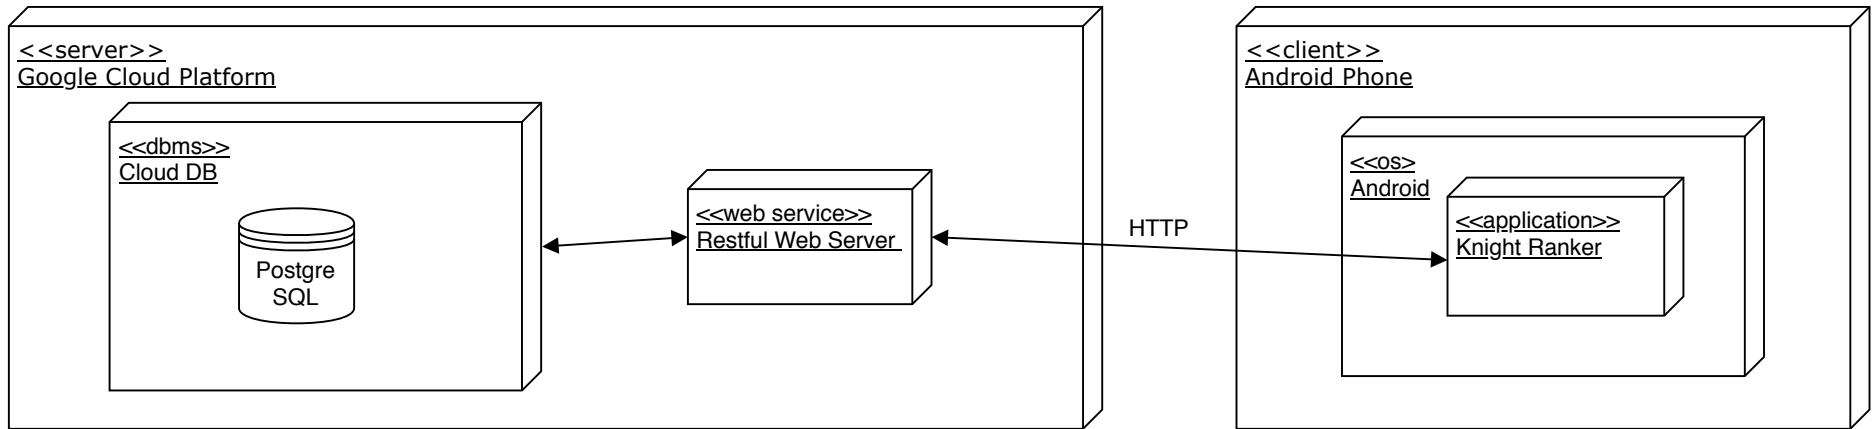 <<server>>
Google Cloud Platform
<<dbms>>
Cloud DB
Postgre
SQL
<<web service>>
Restful Web Server
HTTP
<<client>>
Android Phone
<<os>
Android
<<application>>
Knight Ranker